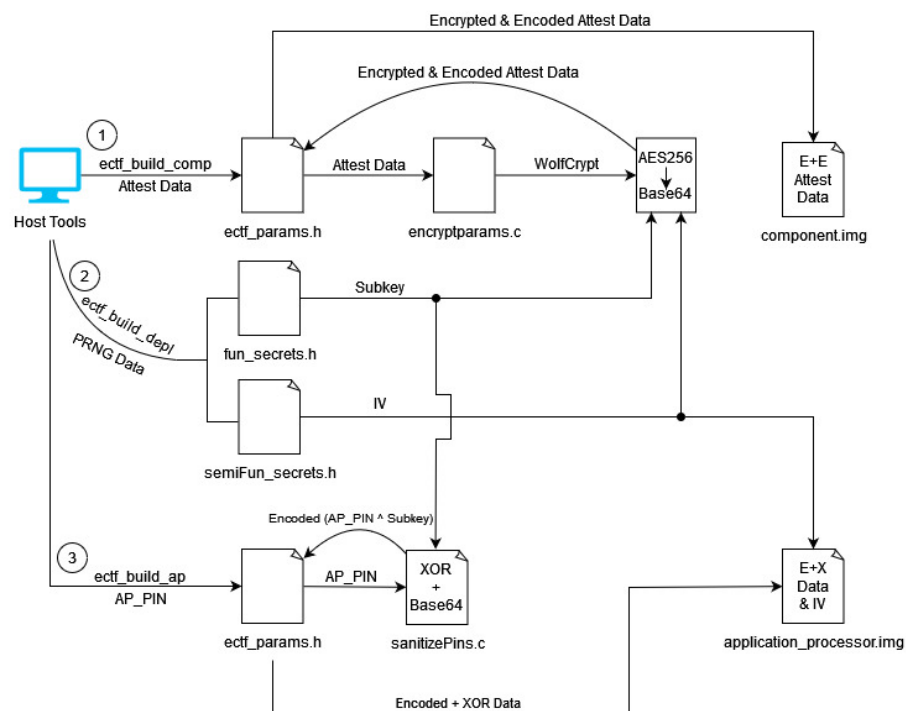 Encrypted & Encoded Attest Data
Encrypted & Encoded Attest Data
1
ectf_build_comp
Attest Data
Host Tools
ectf_params.h
Attest Data
encryptparams.c
WolfCrypt
AES256
Base64
E+E
Attest
Data
component.img
2
ectf_build_depl
PRNG Data
Subkey
fun_secrets.h
IV
semiFun_secrets.h
Encoded (AP_PIN ^ Subkey)
3
ectf_build_ap
AP_PIN
AP_PIN
XOR
+
Base64
E+X
Data
& IV
ectf_params.h
sanitizePins.c
application_processor.img
Encoded + XOR Data